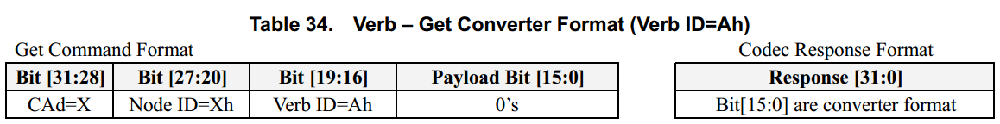 Table 34. Verb – Get Converter Format (Verb ID=Ah)
Get Command Format
Codec Response Format
Bit [31:28] Bit [27:20] Bit [19:16] Payload Bit [15:0] Response [31:0]
CAd=X Node ID=Xh Verb ID=Ah 0’s Bit[15:0] are converter format